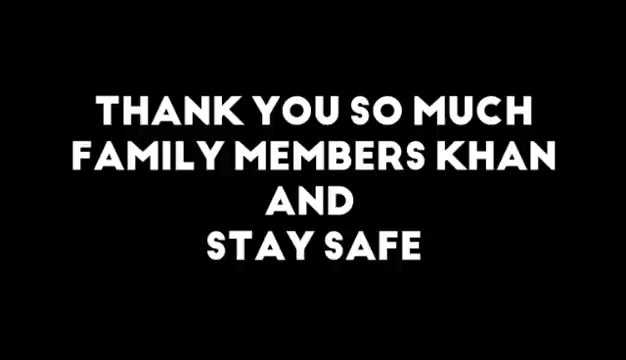 THANK YOU SO MUCH
FAMILY MEMBERS KHAN
AND
STAY SAFE